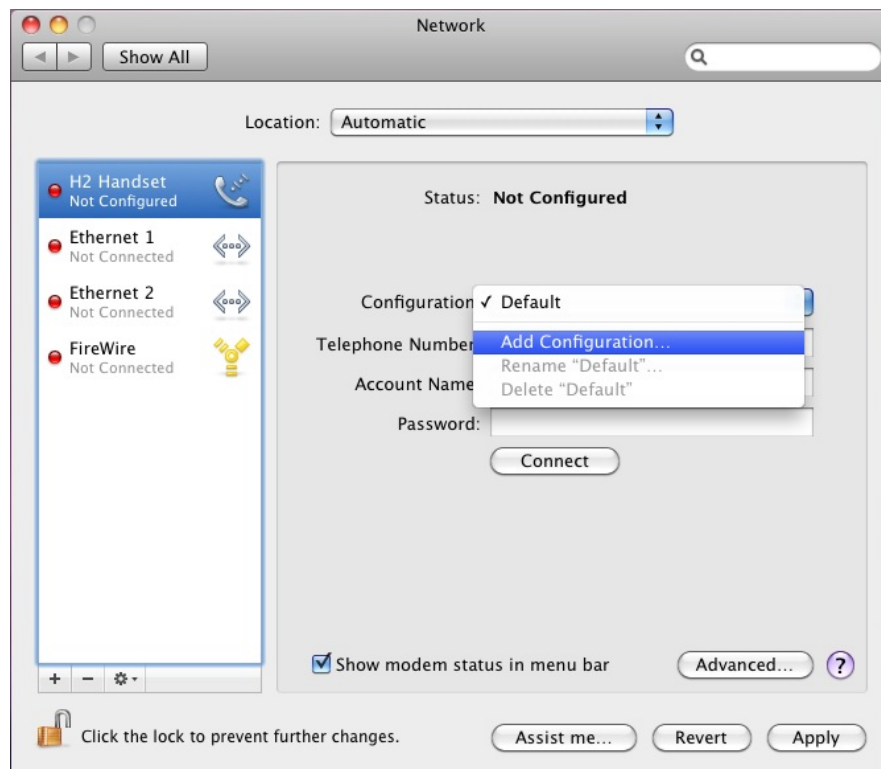 Network
Show All
Location: Automatic
H2 Handset
Not Configured
Ethernet 1
Not Connected
Ethernet 2
Not Connected
FireWire
Not Connected
Status: Not Configured
Configuration ✓ Default
Add Configuration...
Rename “Default”...
Delete “Default”
Telephone Number
Account Name
Password:
Connect
Show modem status in menu bar
Advanced... ?
Click the lock to prevent further changes.
Assist me... Revert Apply